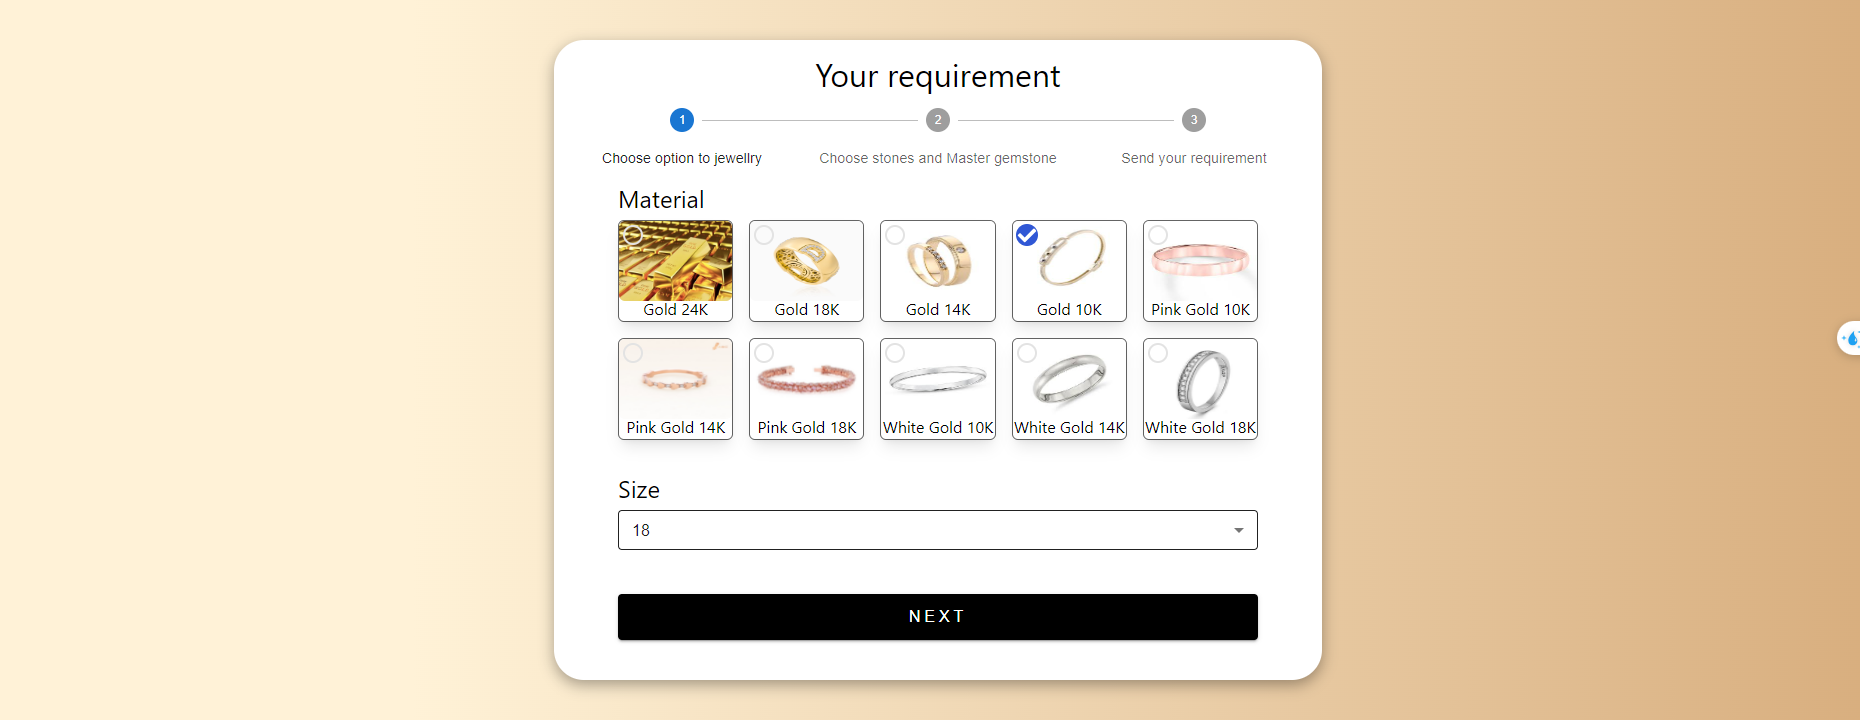 Your requirement
1 2 3
Choose option to jewellry Choose stones and Master gemstone Send your requirement
Material
Gold 24K Gold 18K Gold 14K Gold 10K Pink Gold 10K
Pink Gold 14K Pink Gold 18K White Gold 10K White Gold 14K White Gold 18K
Size
18
NEXT